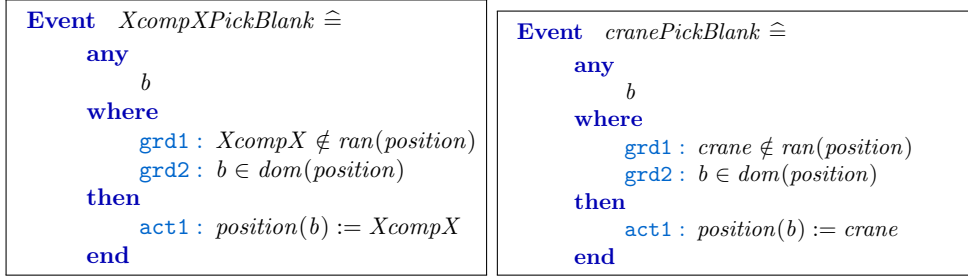 Event XcompXPickBlank ≙
any
b
where
grd1 : XcompX ∉ ran(position)
grd2 : b ∈ dom(position)
then
act1 : position(b) := XcompX
end
Event cranePickBlank ≙
any
b
where
grd1 : crane ∉ ran(position)
grd2 : b ∈ dom(position)
then
act1 : position(b) := crane
end